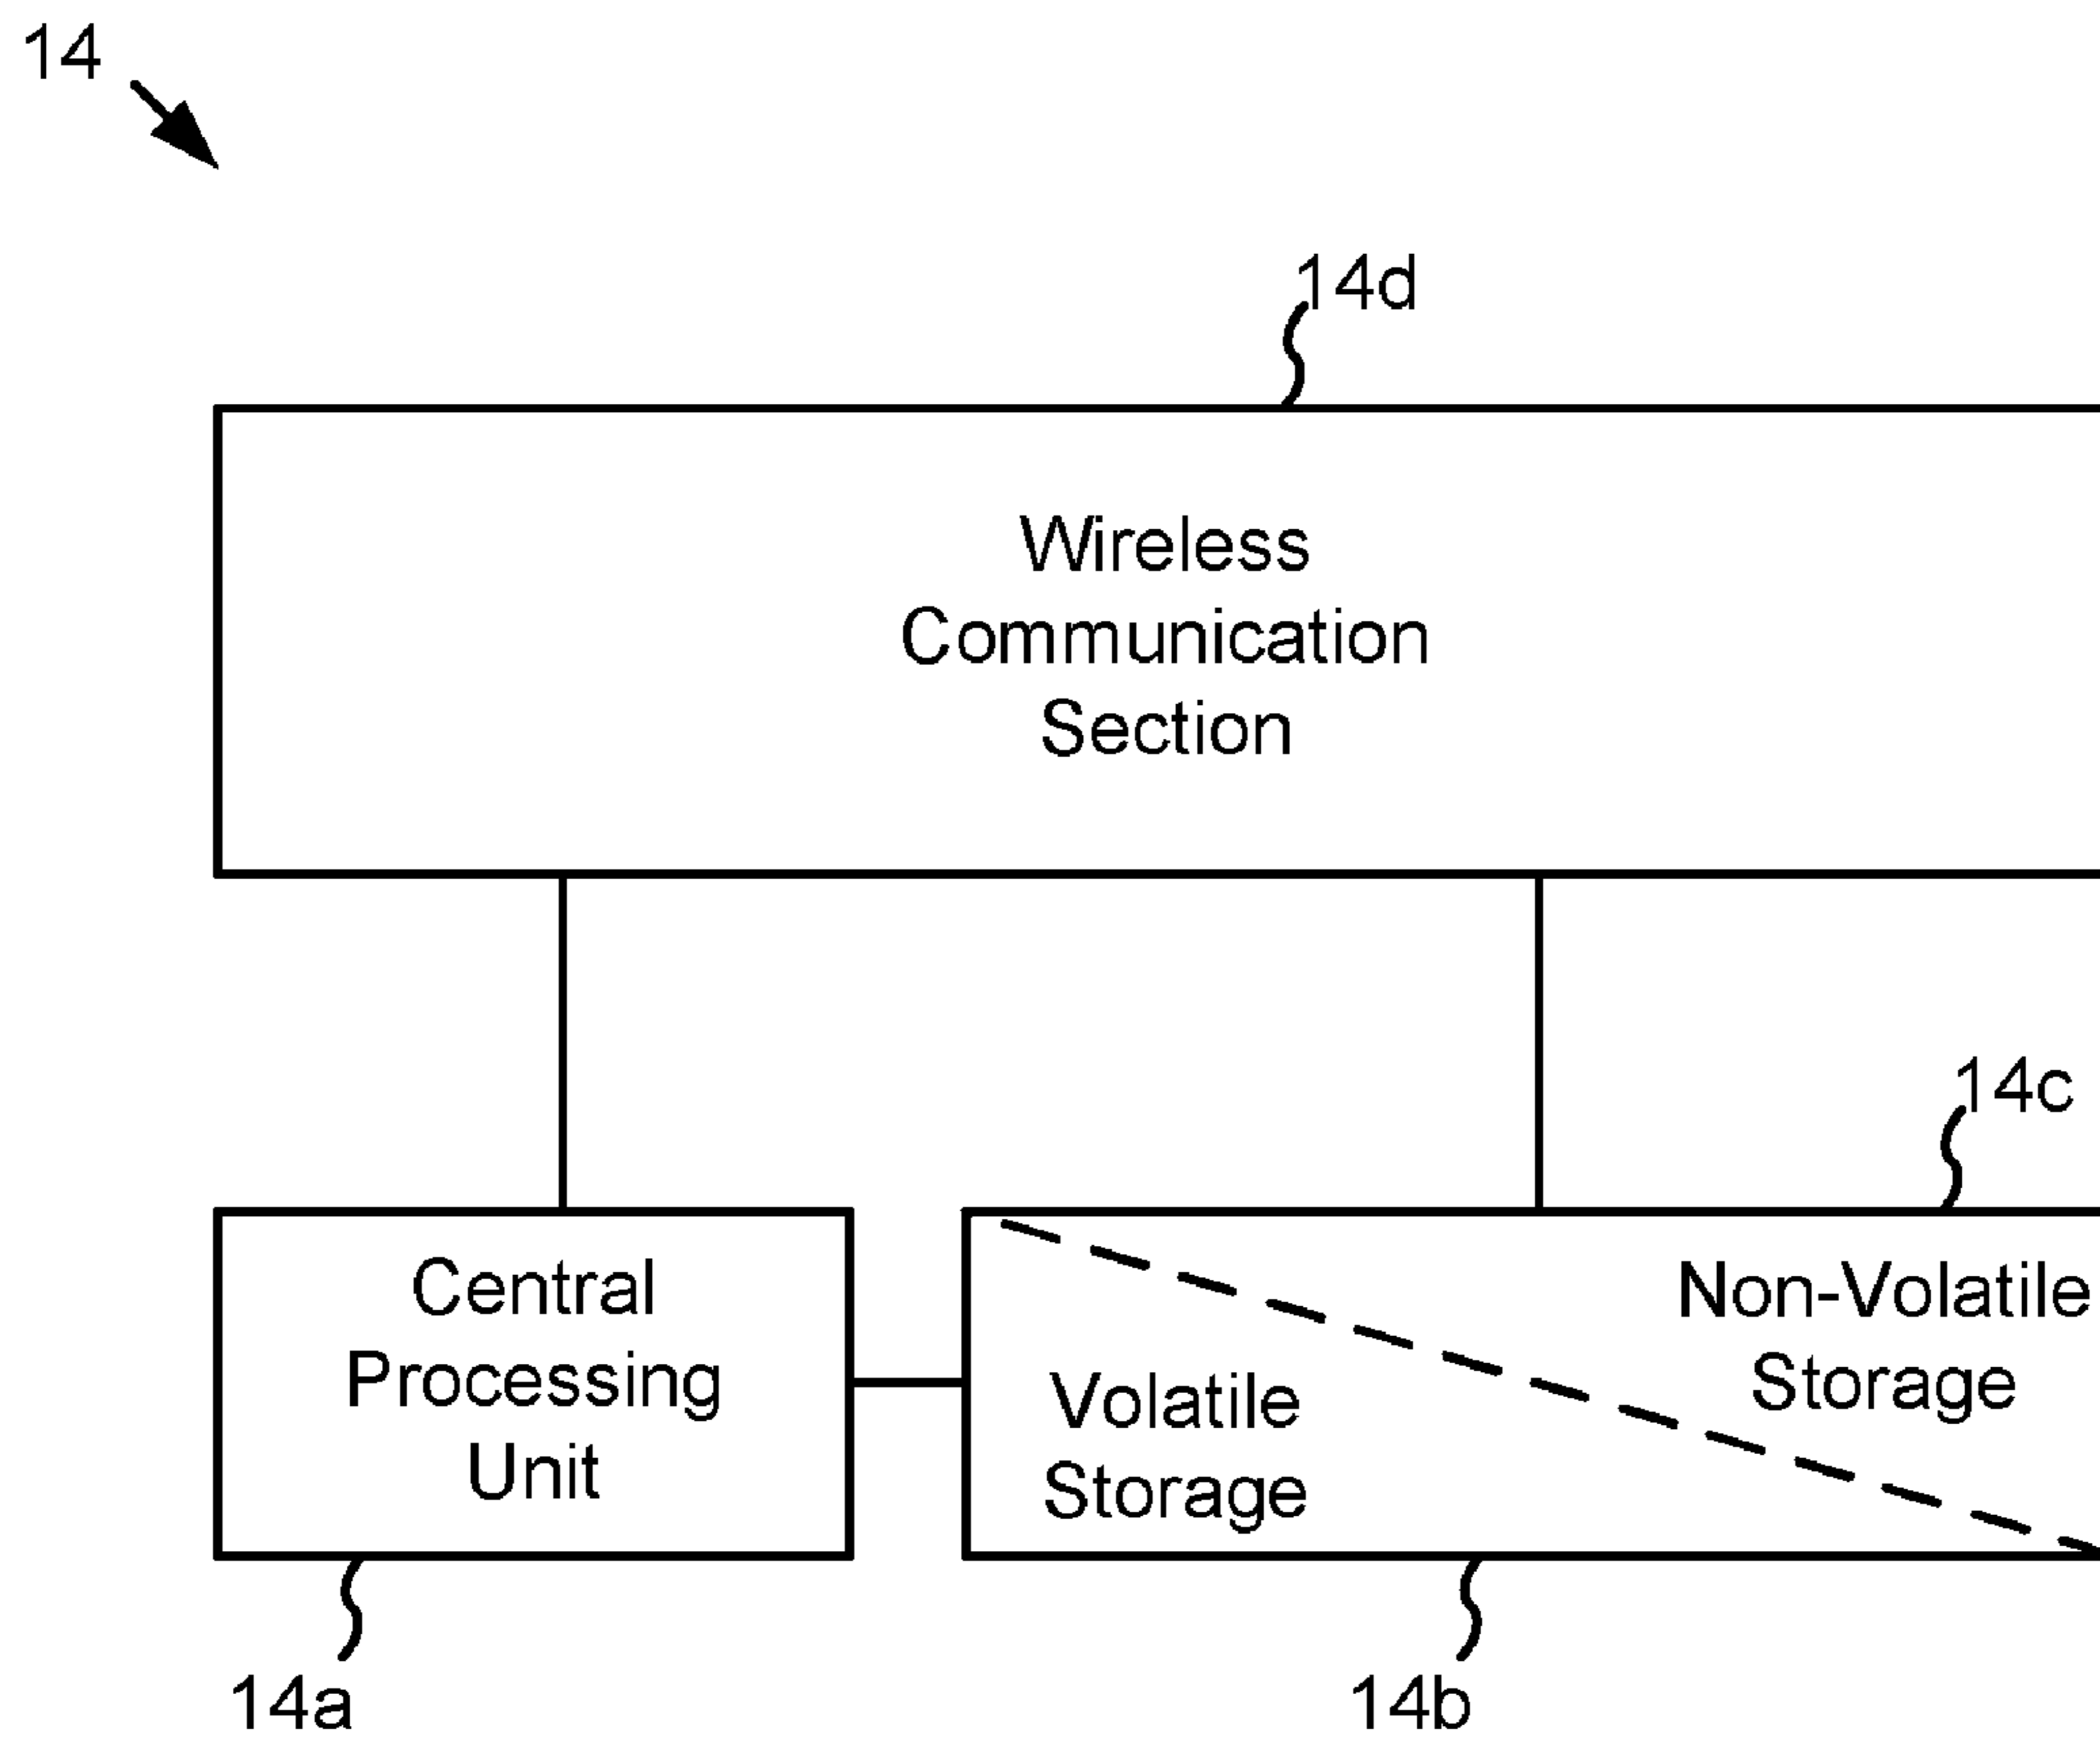 14
14d
Wireless
Communication
Section
14c
Central
Processing
Unit
Non-Volatile
Storage
Volatile
Storage
14a
14b